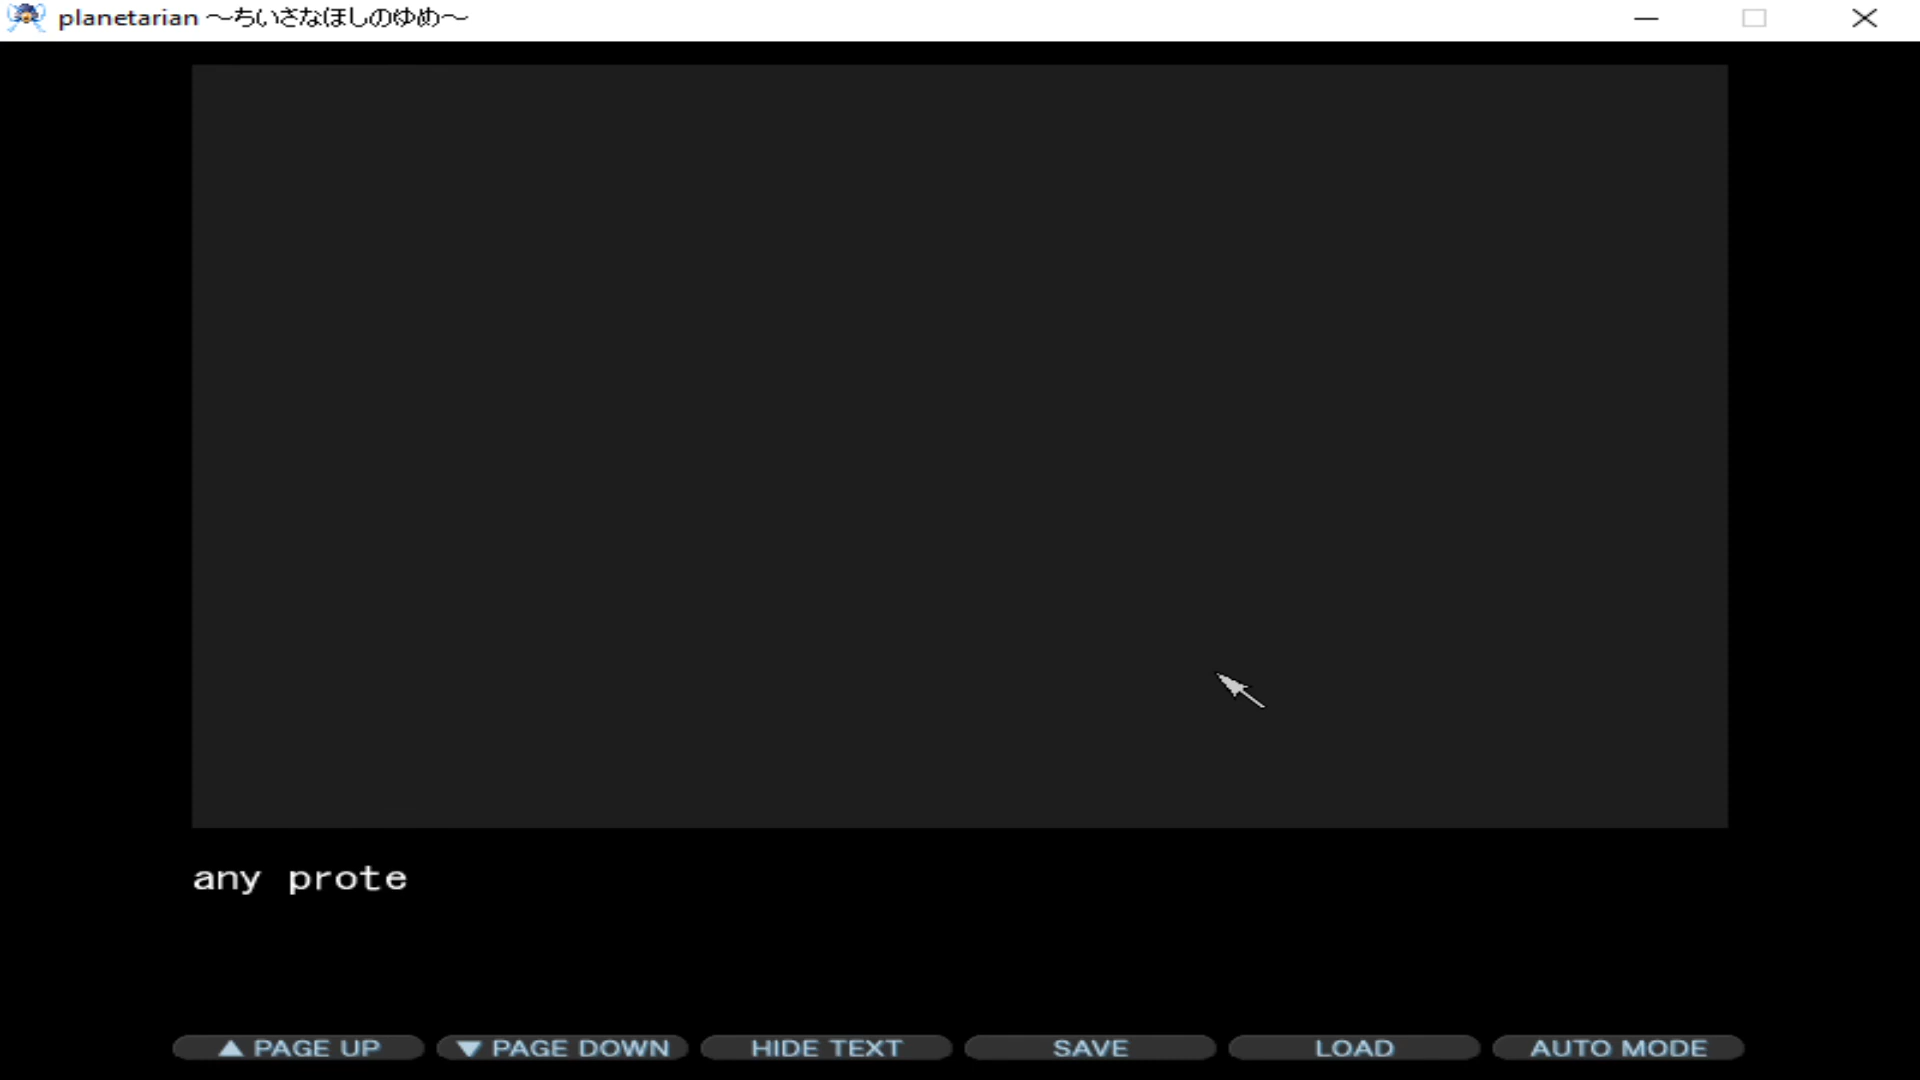 planetarian ～ちいさなほしのゆめ～
any prote
▲ PAGE UP
▼ PAGE DOWN
HIDE TEXT
SAVE
LOAD
AUTO MODE